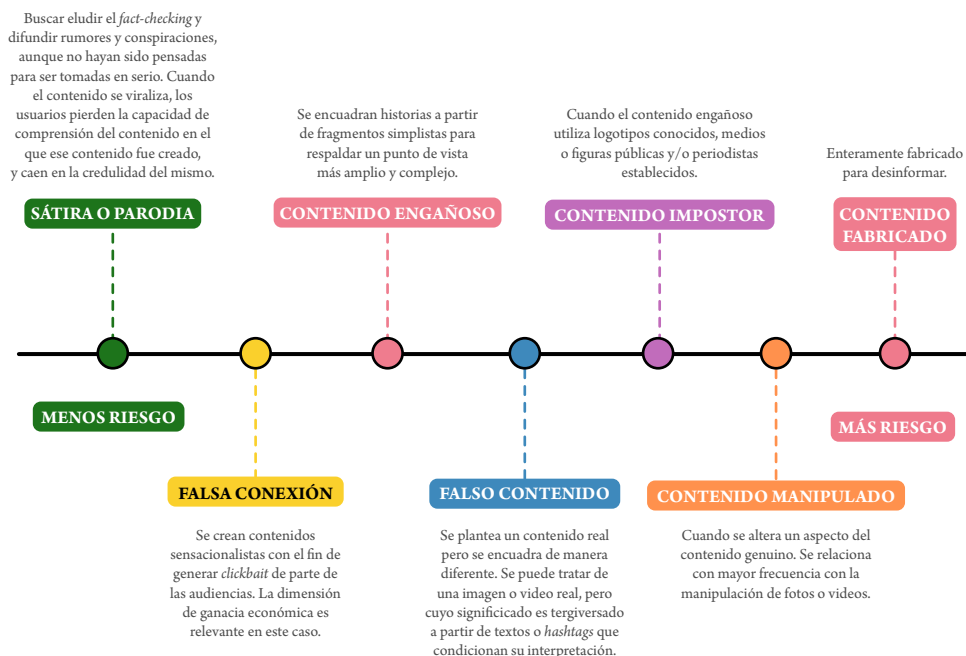 Buscar eludir el fact-checking y
difundir rumores y conspiraciones,
aunque no hayan sido pensadas
para ser tomadas en serio. Cuando
el contenido se viraliza, los
usuarios pierden la capacidad de
comprensión del contenido en el
que ese contenido fue creado,
y caen en la credulidad del mismo.
SÁTIRA O PARODIA
Se encuadran historias a partir
de fragmentos simplistas para
respaldar un punto de vista
más amplio y complejo.
CONTENIDO ENGAÑOSO
Cuando el contenido engañoso
utiliza logotipos conocidos, medios
o figuras públicas y/o periodistas
establecidos.
CONTENIDO IMPOSTOR
Enteramente fabricado
para desinformar.
CONTENIDO
FABRICADO
MENOS RIESGO
MÁS RIESGO
FALSA CONEXIÓN
Se crean contenidos
sensacionalistas con el fin de
generar clickbait de parte de
las audiencias. La dimensión
de ganacia económica es
relevante en este caso.
FALSO CONTENIDO
Se plantea un contenido real
pero se encuadra de manera
diferente. Se puede tratar de
una imagen o video real, pero
cuyo significicado es tergiversado
a partir de textos o hashtags que
condicionan su interpretación.
CONTENIDO MANIPULADO
Cuando se altera un aspecto del
contenido genuino. Se relaciona
con mayor frecuencia con la
manipulación de fotos o videos.